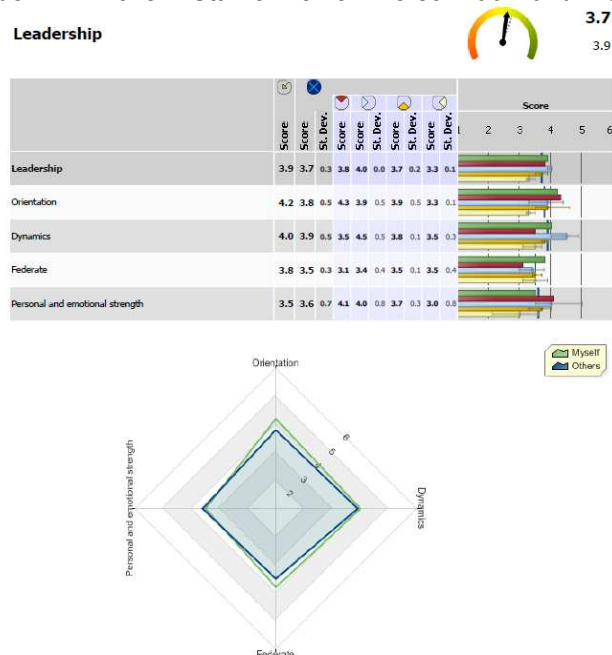 Leadership
3.7
3.9
Score
Score Score St. Dev. Score Score St. Dev. Score St. Dev. Score St. Dev.
1 2 3 4 5 6
Leadership 3.9 3.7 0.3 3.8 4.0 0.0 3.7 0.2 3.3 0.1
Orientation 4.2 3.8 0.5 4.3 3.9 0.5 3.9 0.5 3.3 0.1
Dynamics 4.0 3.9 0.5 3.5 4.5 0.5 3.8 0.1 3.5 0.3
Federate 3.8 3.5 0.3 3.1 3.4 0.4 3.5 0.1 3.5 0.4
Personal and emotional strength 3.5 3.6 0.7 4.1 4.0 0.8 3.7 0.3 3.0 0.8
Myself
Others
Orientation
6
5
4
3
2
Personal and emotional strength
Dynamics
Federate